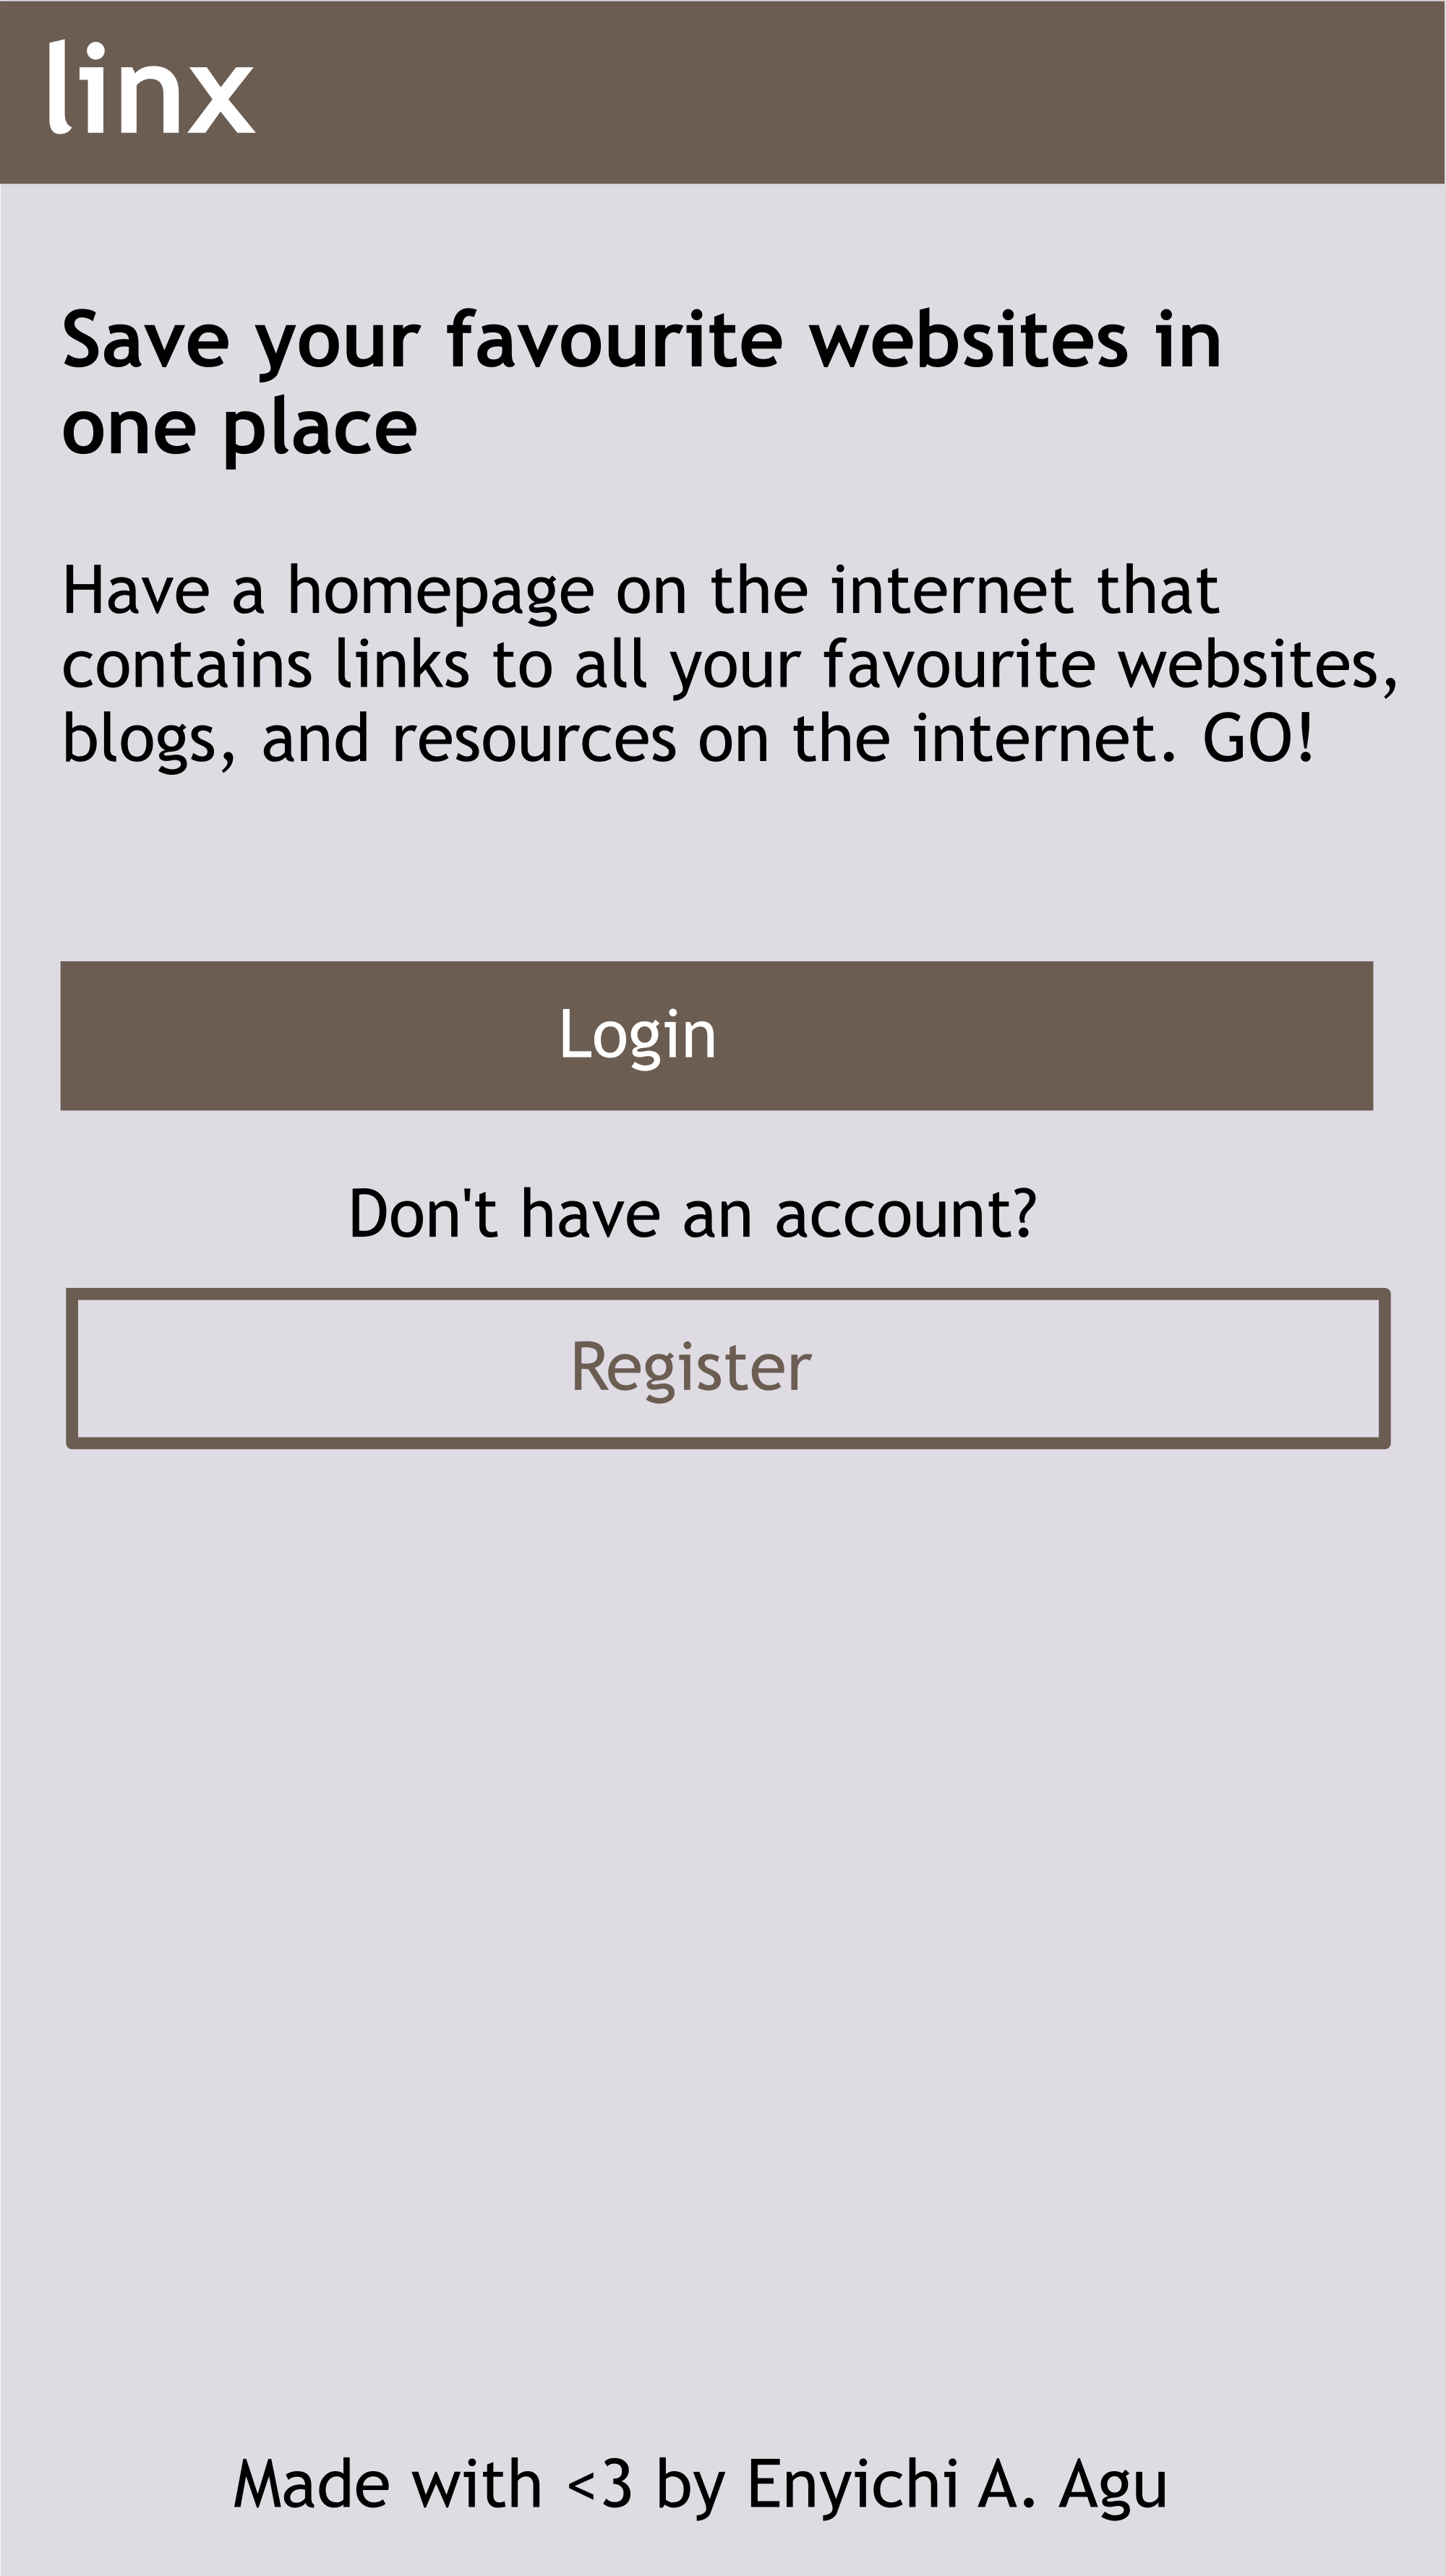 linx
Save your favourite websites in
one place
Have a homepage on the internet that
contains links to all your favourite websites,
blogs, and resources on the internet. GO!
Login
Don't have an account?
Register
Made with <3 by Enyichi A. Agu